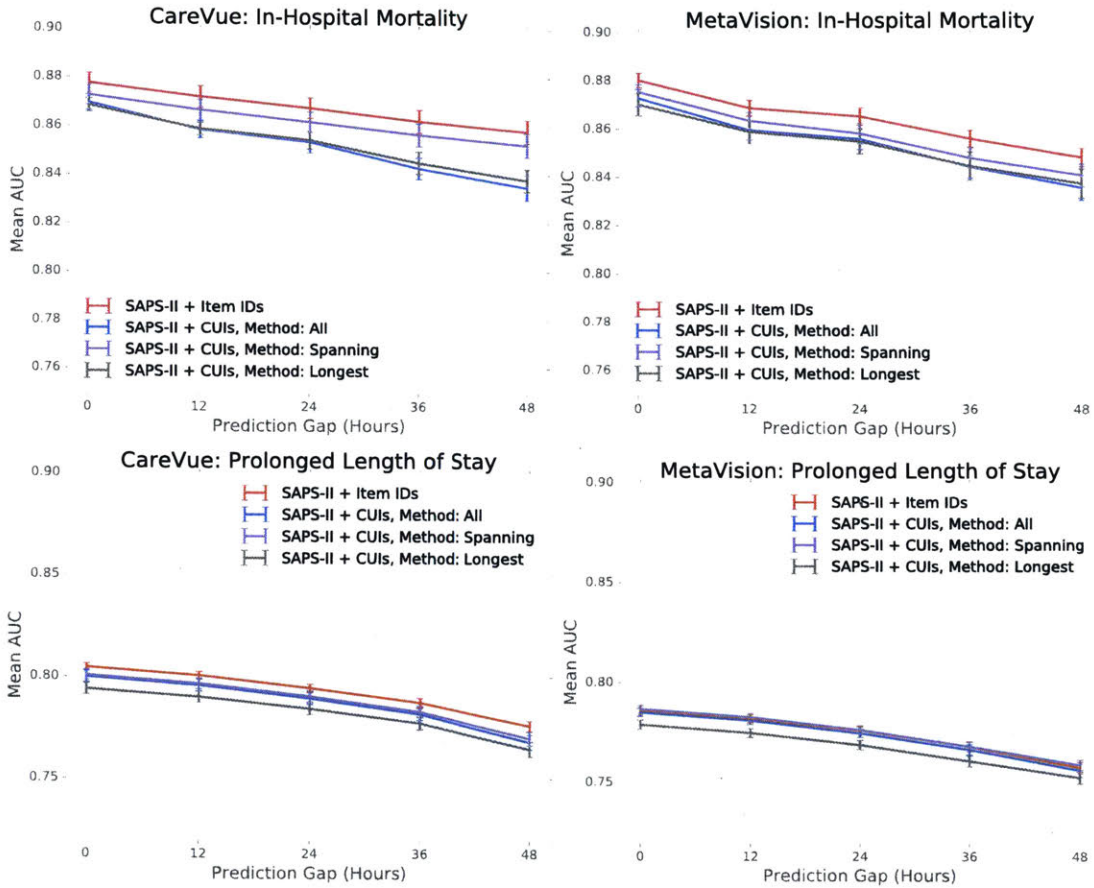 CareVue: In-Hospital Mortality
0.90
0.88
0.86
0.84
0.82
0.80
0.78
0.76
Mean AUC
SAPS-II + Item IDs
SAPS-II + CUIs, Method: All
SAPS-II + CUIs, Method: Spanning
SAPS-II + CUIs, Method: Longest
0 12 24 36 48
Prediction Gap (Hours)
MetaVision: In-Hospital Mortality
0.90
0.88
0.86
0.84
0.82
0.80
0.78
0.76
Mean AUC
SAPS-II + Item IDs
SAPS-II + CUIs, Method: All
SAPS-II + CUIs, Method: Spanning
SAPS-II + CUIs, Method: Longest
0 12 24 36 48
Prediction Gap (Hours)
CareVue: Prolonged Length of Stay
0.90
0.85
0.80
0.75
Mean AUC
SAPS-II + Item IDs
SAPS-II + CUIs, Method: All
SAPS-II + CUIs, Method: Spanning
SAPS-II + CUIs, Method: Longest
0 12 24 36 48
Prediction Gap (Hours)
MetaVision: Prolonged Length of Stay
0.90
0.85
0.80
0.75
Mean AUC
SAPS-II + Item IDs
SAPS-II + CUIs, Method: All
SAPS-II + CUIs, Method: Spanning
SAPS-II + CUIs, Method: Longest
0 12 24 36 48
Prediction Gap (Hours)